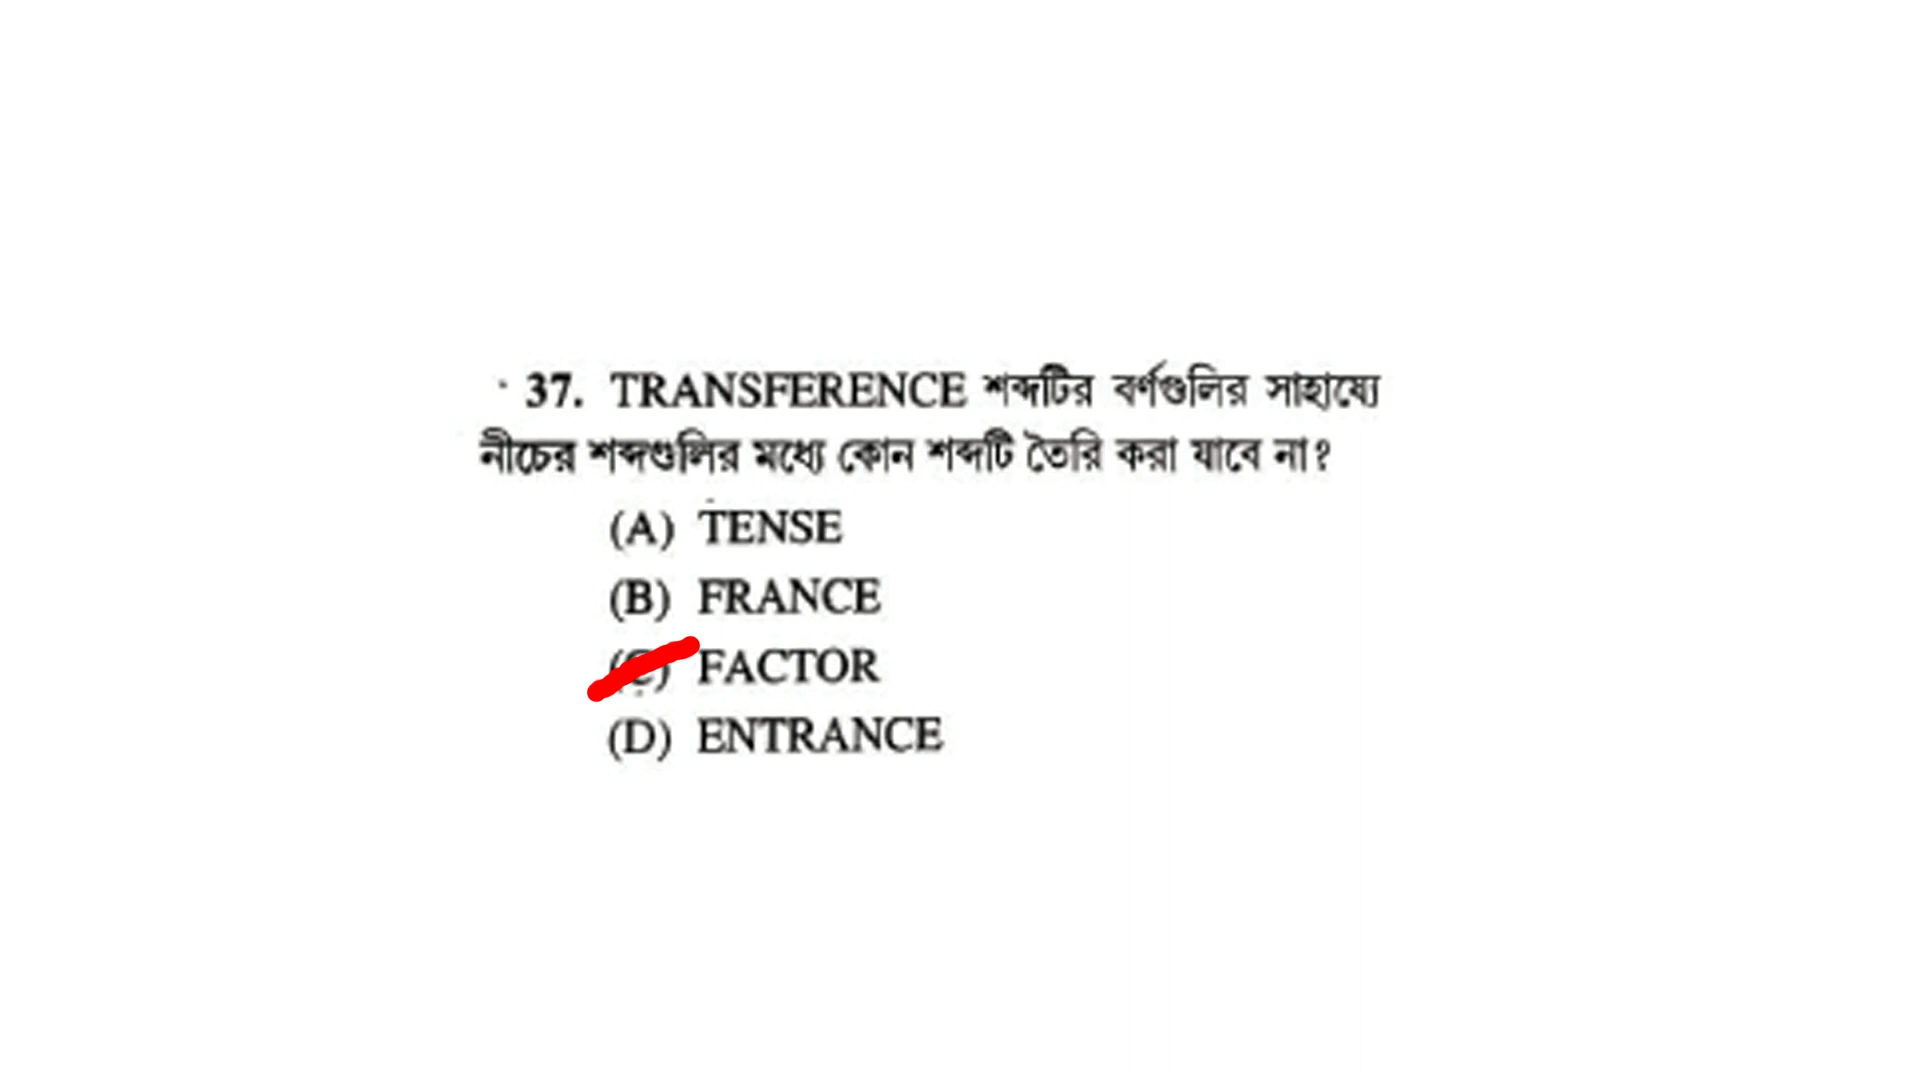 37. TRANSFERENCE শব্দটির বর্ণগুলির সাহায্যে
নীচের শব্দগুলির মধ্যে কোন শব্দটি তৈরি করা যাবে না?
(A) TENSE
(B) FRANCE
(C) FACTOR
(D) ENTRANCE